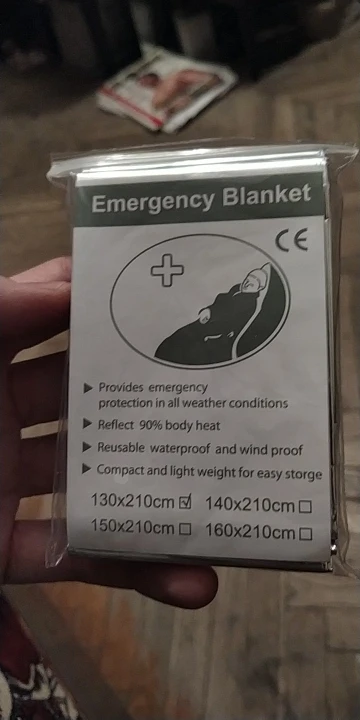 Emergency Blanket
CE
Provides emergency
protection in all weather conditions
Reflect 90% body heat
Reusable waterproof and wind proof
Compact and light weight for easy storge
130x210cm ☑ 140x210cm ☐
150x210cm ☐ 160x210cm ☐